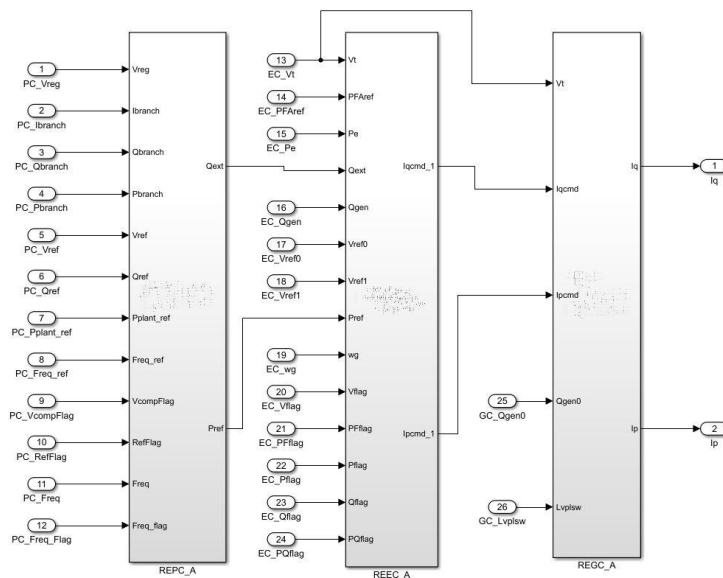 1
PC_Vreg
2
PC_Ibranch
3
PC_Qbranch
4
PC_Pbranch
5
PC_Vref
6
PC_Qref
7
PC_Pplant_ref
8
PC_Freq_ref
9
PC_VcompFlag
10
PC_RefFlag
11
PC_Freq
12
PC_Freq_Flag
Vreg
Ibranch
Qbranch
Pbranch
Vref
Qref
Pplant_ref
Freq_ref
VcompFlag
RefFlag
Freq
Freq_flag
Qext
Pref
REPC_A
13
EC_Vt
14
EC_PFAref
15
EC_Pe
16
EC_Qgen
17
EC_Vref0
18
EC_Vref1
19
EC_wg
20
EC_Vflag
21
EC_PFflag
22
EC_Pflag
23
EC_Qflag
24
EC_PQflag
Vt
PFAref
Pe
Qext
Qgen
Vref0
Vref1
Pref
wg
Vflag
PFflag
Pflag
Qflag
PQflag
Iqcmd_1
Ipcmd_1
REEC_A
25
GC_Qgen0
26
GC_Lvplsw
Vt
Iqcmd
Ipcmd
Qgen0
Lvplsw
Iq
Ip
REGC_A
1
Iq
2
Ip